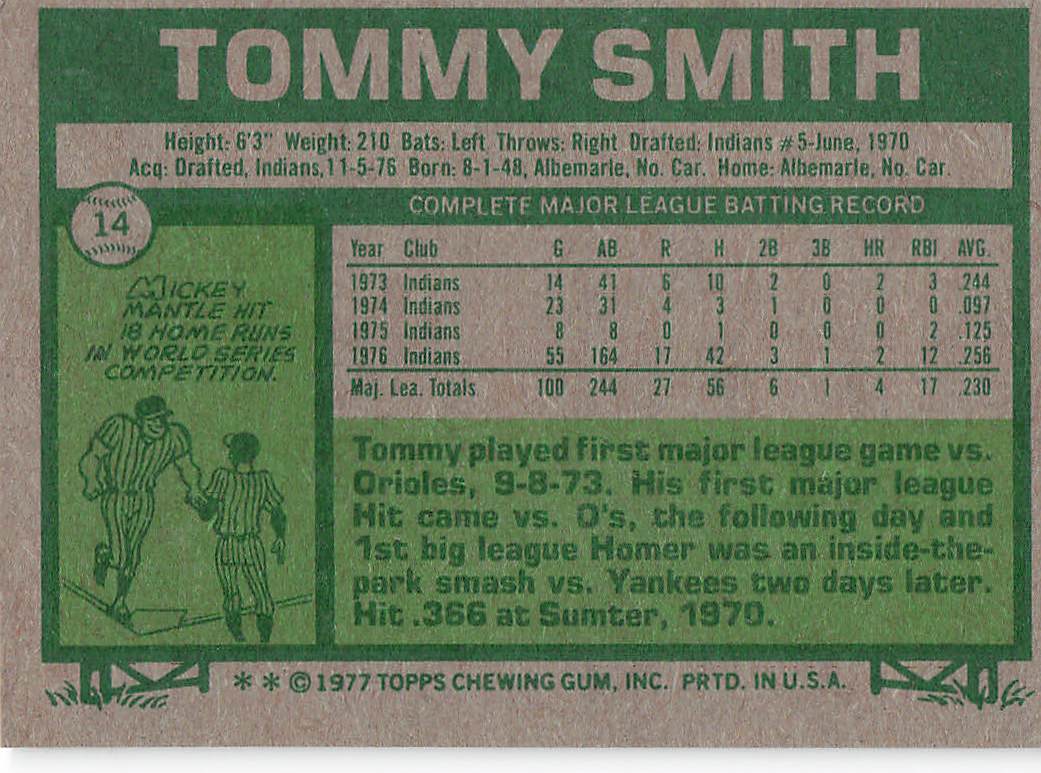 TOMMY SMITH
Height: 6'3" Weight: 210 Bats: Left Throws: Right Drafted: Indians #5-June, 1970
Acq: Drafted, Indians, 11-5-76 Born: 8-1-48, Albemarle, No. Car. Home: Albemarle, No. Car.
14
COMPLETE MAJOR LEAGUE BATTING RECORD
Year Club G AB R H 2B 3B HR RBI AVG.
1973 Indians 14 41 6 10 2 0 2 3 .244
1974 Indians 23 31 4 3 1 0 0 0 .097
1975 Indians 8 8 0 1 0 0 0 2 .125
1976 Indians 55 164 17 42 3 1 2 12 .256
Maj. Lea. Totals 100 244 27 56 6 1 4 17 .230
MICKEY
MANTLE HIT
18 HOME RUNS
IN WORLD SERIES
COMPETITION.
Tommy played first major league game vs.
Orioles, 9-8-73. His first major league
Hit came vs. O's, the following day and
1st big league Homer was an inside-the-
park smash vs. Yankees two days later.
Hit .366 at Sumter, 1970.
* * ©1977 TOPPS CHEWING GUM, INC. PRTD. IN U.S.A.